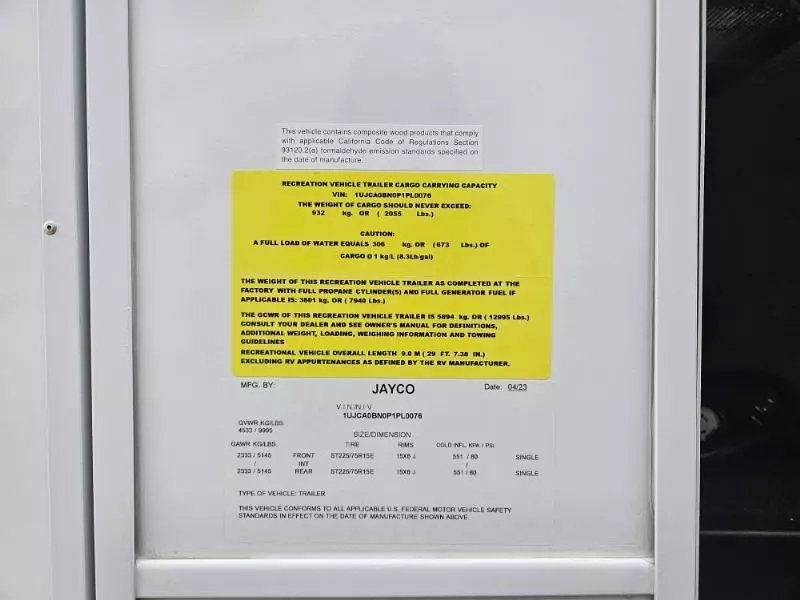 This vehicle contains composite wood products that comply
with applicable California Code of Regulations Section
93120.2(a) formaldehyde emission standards specified on
the date of manufacture.
RECREATION VEHICLE TRAILER CARGO CARRYING CAPACITY
VIN: 1UJCA0BN0P1PL0076
THE WEIGHT OF CARGO SHOULD NEVER EXCEED:
932 kg. OR ( 2055 Lbs.)
CAUTION:
A FULL LOAD OF WATER EQUALS 306 kg. OR (673 Lbs.) OF
CARGO @ 1 kg/L (8.3Lb/gal)
THE WEIGHT OF THIS RECREATION VEHICLE TRAILER AS COMPLETED AT THE
FACTORY WITH FULL PROPANE CYLINDER(S) AND FULL GENERATOR FUEL IF
APPLICABLE IS: 3601 kg. OR ( 7940 Lbs.)
THE GCWR OF THIS RECREATION VEHICLE TRAILER IS 5894 kg. OR ( 12995 Lbs.)
CONSULT YOUR DEALER AND SEE OWNER'S MANUAL FOR DEFINITIONS,
ADDITIONAL WEIGHT, LOADING, WEIGHING INFORMATION AND TOWING
GUIDELINES
RECREATIONAL VEHICLE OVERALL LENGTH 9.0 M ( 29 FT. 7.38 IN.)
EXCLUDING RV APPURTENANCES AS DEFINED BY THE RV MANUFACTURER.
MFG. BY: JAYCO Date: 04/23
V.I.N./N.I.V
1UJCA0BN0P1PL0076
GVWR KG/LBS.
4533 / 9995
SIZE/DIMENSION
GAWR KG/LBS. TIRE RIMS COLD INFL. KPA / PSI
2333 / 5145 FRONT ST225/75R15E 15X6 J 551 / 80 SINGLE
/ INT /
2333 / 5145 REAR ST225/75R15E 15X6 J 551 / 80 SINGLE
TYPE OF VEHICLE: TRAILER
THIS VEHICLE CONFORMS TO ALL APPLICABLE U.S. FEDERAL MOTOR VEHICLE SAFETY
STANDARDS IN EFFECT ON THE DATE OF MANUFACTURE SHOWN ABOVE.